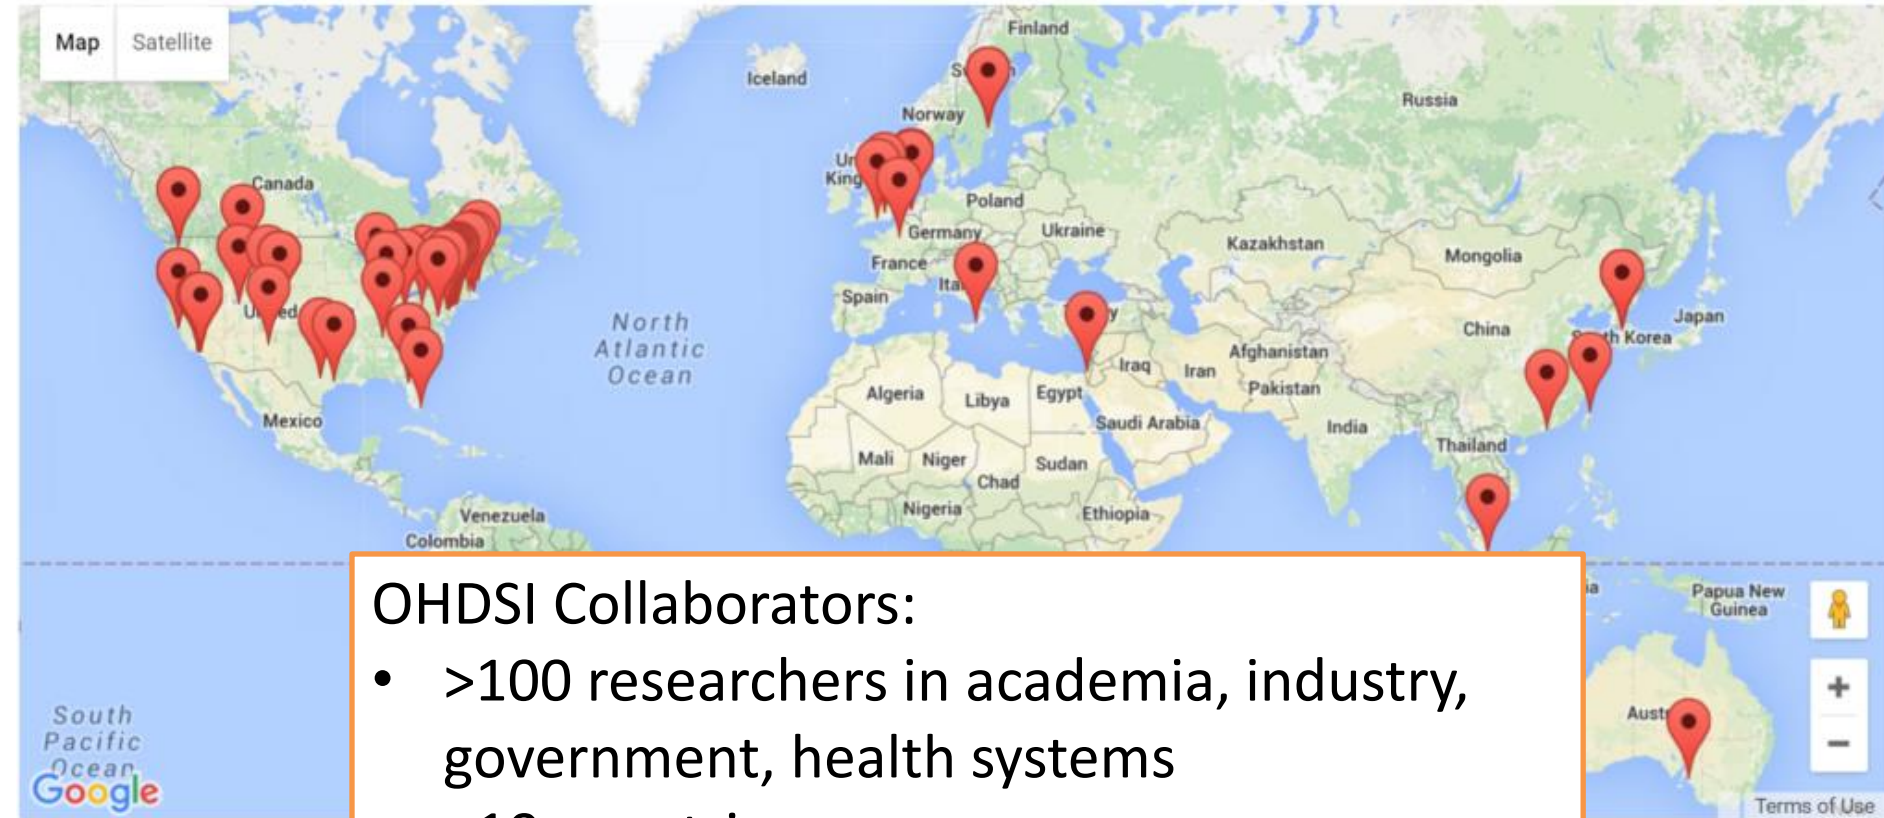 Map Satellite
Finland
Iceland
Russia
Norway
Canada
Poland
Ukraine
Germany
Kazakhstan
Mongolia
France
Spain
North
Atlantic
Ocean
Japan
China
Afghanistan
Iraq
Iran
Pakistan
Algeria
Libya
Egypt
Saudi Arabia
Mexico
India
Thailand
Mali
Niger
Sudan
Chad
Nigeria
Ethiopia
Venezuela
Colombia
OHDSI Collaborators:
• >100 researchers in academia, industry,
government, health systems
Papua New
Guinea
South
Pacific
Ocean
Google
Terms of Use